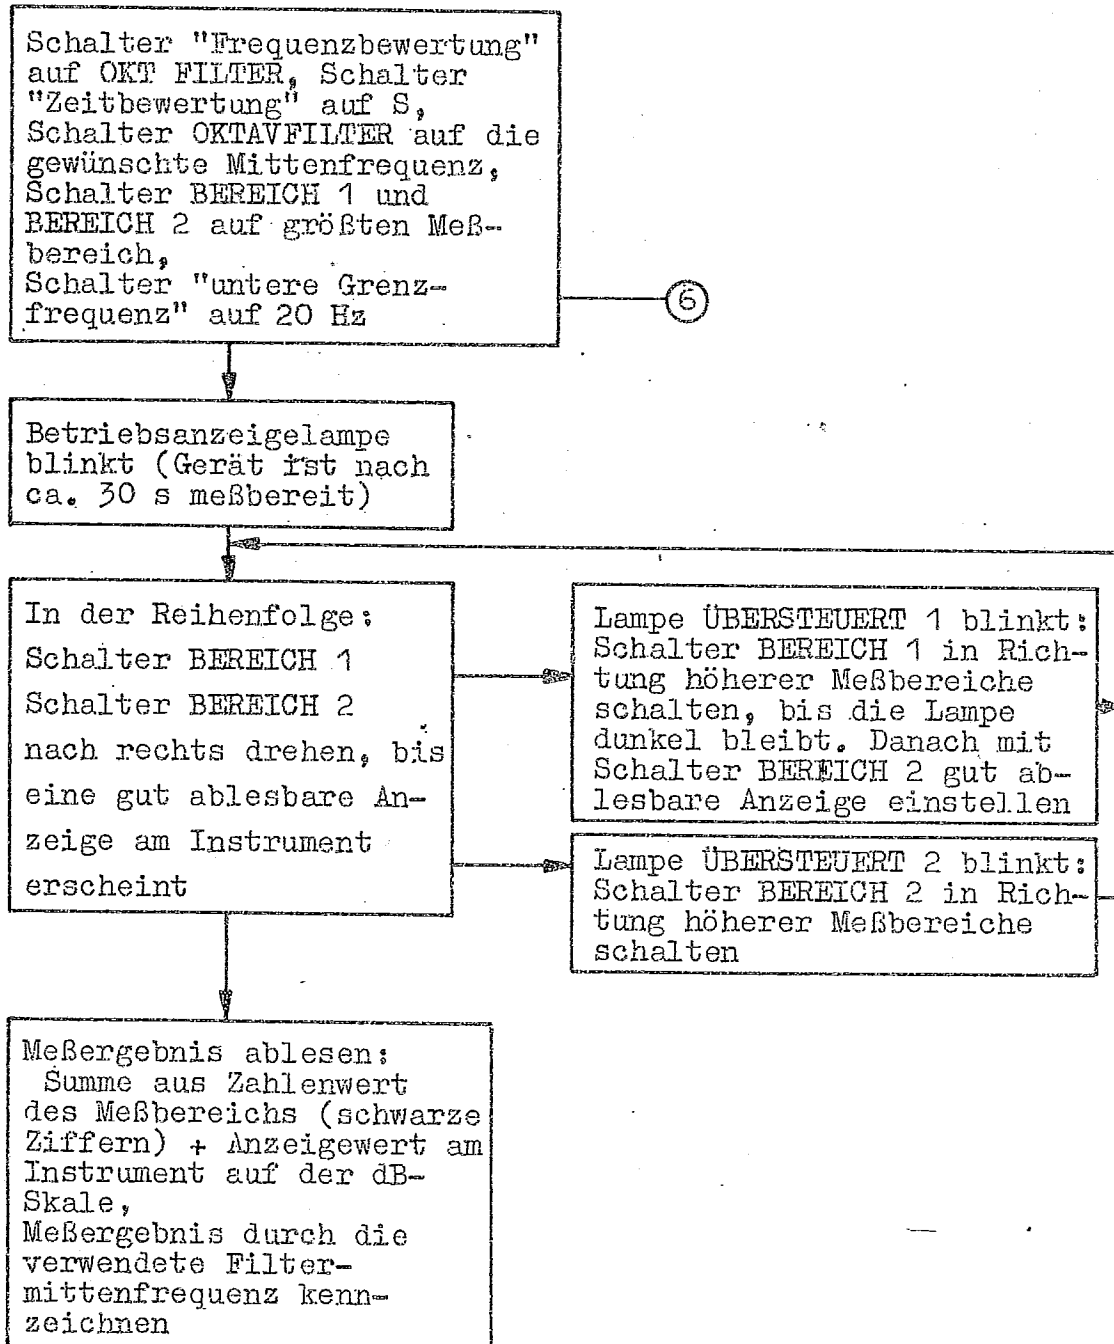 Schalter "Frequenzbewertung"
auf OKT FILTER, Schalter
"Zeitbewertung" auf S,
Schalter OKTAVFILTER auf die
gewünschte Mittenfrequenz,
Schalter BEREICH 1 und
BEREICH 2 auf größten Meß-
bereich,
Schalter "untere Grenz-
frequenz" auf 20 Hz
6
Betriebsanzeigelampe
blinkt (Gerät ist nach
ca. 30 s meßbereit)
In der Reihenfolge:
Schalter BEREICH 1
Schalter BEREICH 2
nach rechts drehen, bis
eine gut ablesbare An-
zeige am Instrument
erscheint
Lampe ÜBERSTEUERT 1 blinkt:
Schalter BEREICH 1 in Rich-
tung höherer Meßbereiche
schalten, bis die Lampe
dunkel bleibt. Danach mit
Schalter BEREICH 2 gut ab-
lesbare Anzeige einstellen
Lampe ÜBERSTEUERT 2 blinkt:
Schalter BEREICH 2 in Rich-
tung höherer Meßbereiche
schalten
Meßergebnis ablesen:
Summe aus Zahlenwert
des Meßbereichs (schwarze
Ziffern) + Anzeigewert am
Instrument auf der dB-
Skale,
Meßergebnis durch die
verwendete Filter-
mittenfrequenz kenn-
zeichnen